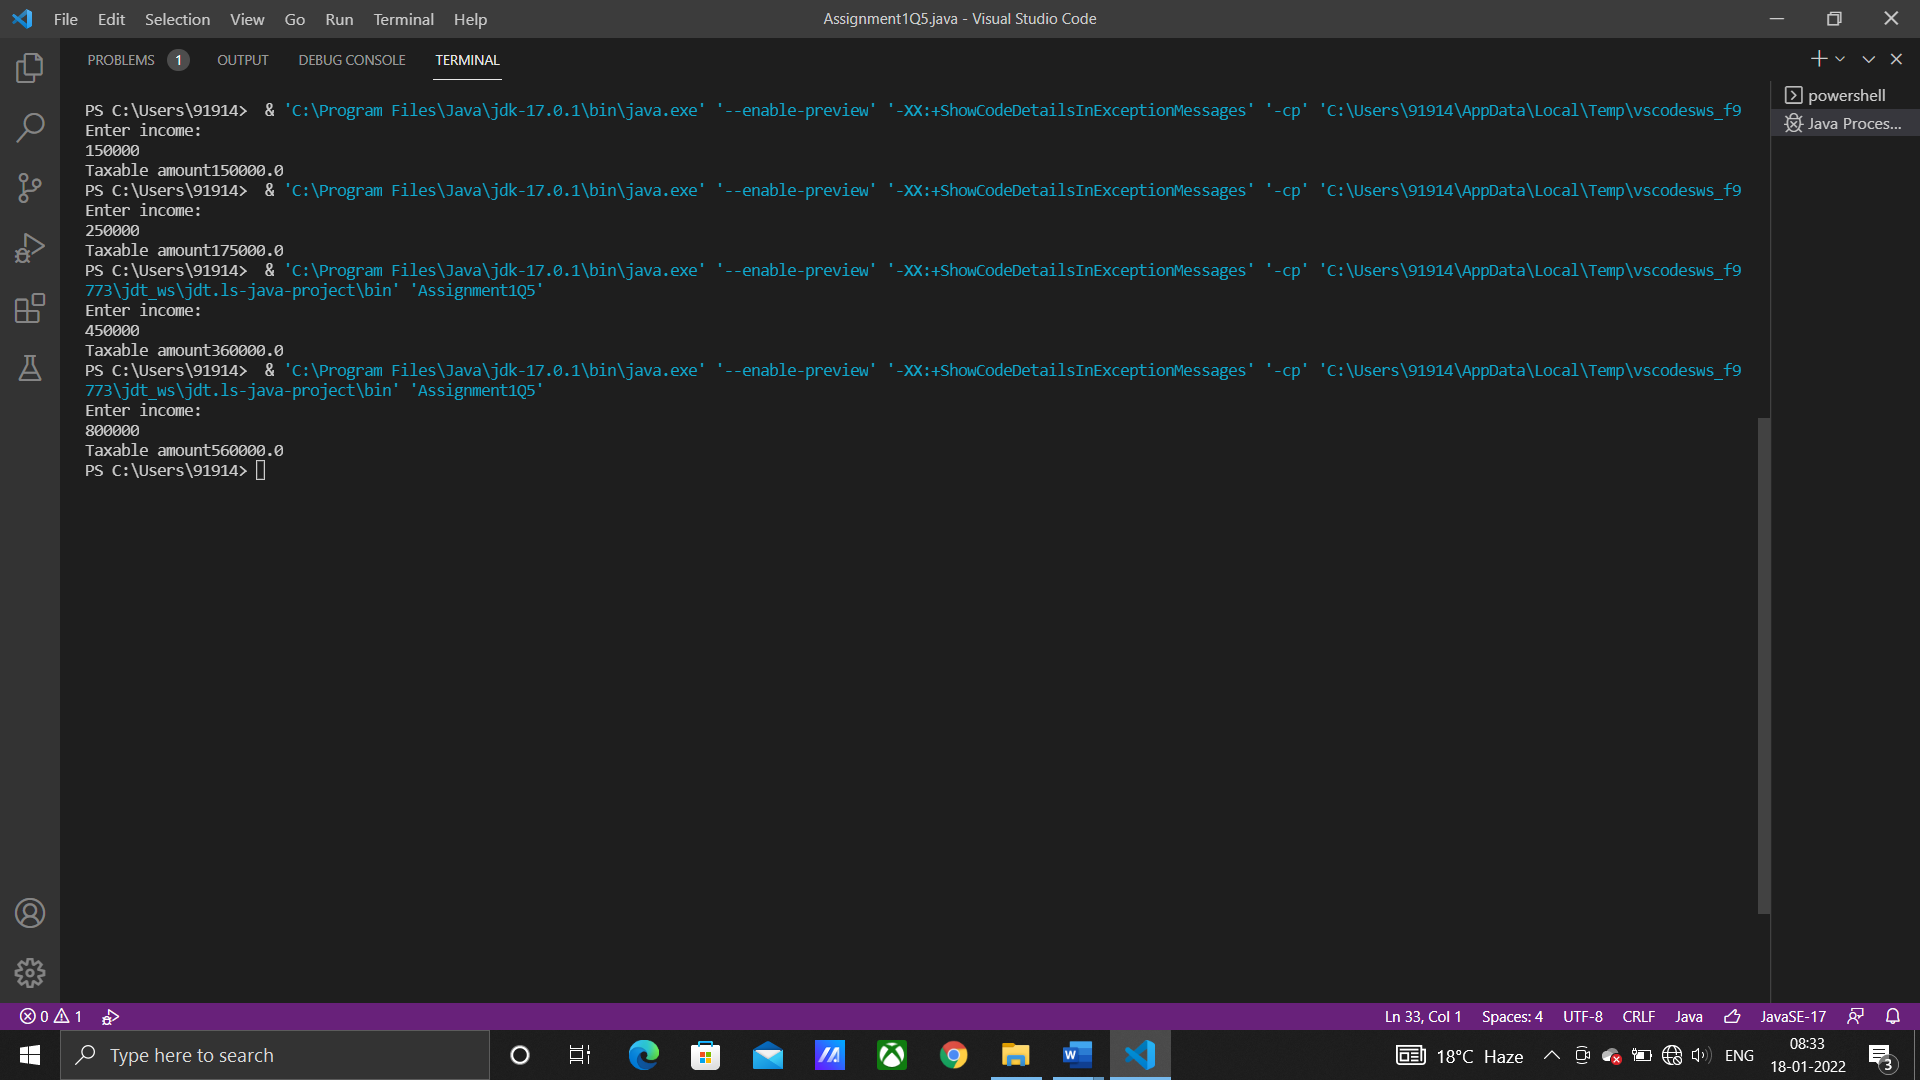 File Edit Selection View Go Run Terminal Help Assignment1Q5.java - Visual Studio Code
PROBLEMS 1 OUTPUT DEBUG CONSOLE TERMINAL
PS C:\Users\91914>  & 'C:\Program Files\Java\jdk-17.0.1\bin\java.exe' '--enable-preview' '-XX:+ShowCodeDetailsInExceptionMessages' '-cp' 'C:\Users\91914\AppData\Local\Temp\vscodesws_f9
Enter income:
150000
Taxable amount150000.0
PS C:\Users\91914>  & 'C:\Program Files\Java\jdk-17.0.1\bin\java.exe' '--enable-preview' '-XX:+ShowCodeDetailsInExceptionMessages' '-cp' 'C:\Users\91914\AppData\Local\Temp\vscodesws_f9
Enter income:
250000
Taxable amount175000.0
PS C:\Users\91914>  & 'C:\Program Files\Java\jdk-17.0.1\bin\java.exe' '--enable-preview' '-XX:+ShowCodeDetailsInExceptionMessages' '-cp' 'C:\Users\91914\AppData\Local\Temp\vscodesws_f9
773\jdt_ws\jdt.ls-java-project\bin' 'Assignment1Q5'
Enter income:
450000
Taxable amount360000.0
PS C:\Users\91914>  & 'C:\Program Files\Java\jdk-17.0.1\bin\java.exe' '--enable-preview' '-XX:+ShowCodeDetailsInExceptionMessages' '-cp' 'C:\Users\91914\AppData\Local\Temp\vscodesws_f9
773\jdt_ws\jdt.ls-java-project\bin' 'Assignment1Q5'
Enter income:
800000
Taxable amount560000.0
PS C:\Users\91914>
powershell
Java Proces...
0 1 Ln 33, Col 1 Spaces: 4 UTF-8 CRLF Java JavaSE-17
Type here to search
18°C Haze ENG
08:33
18-01-2022
3